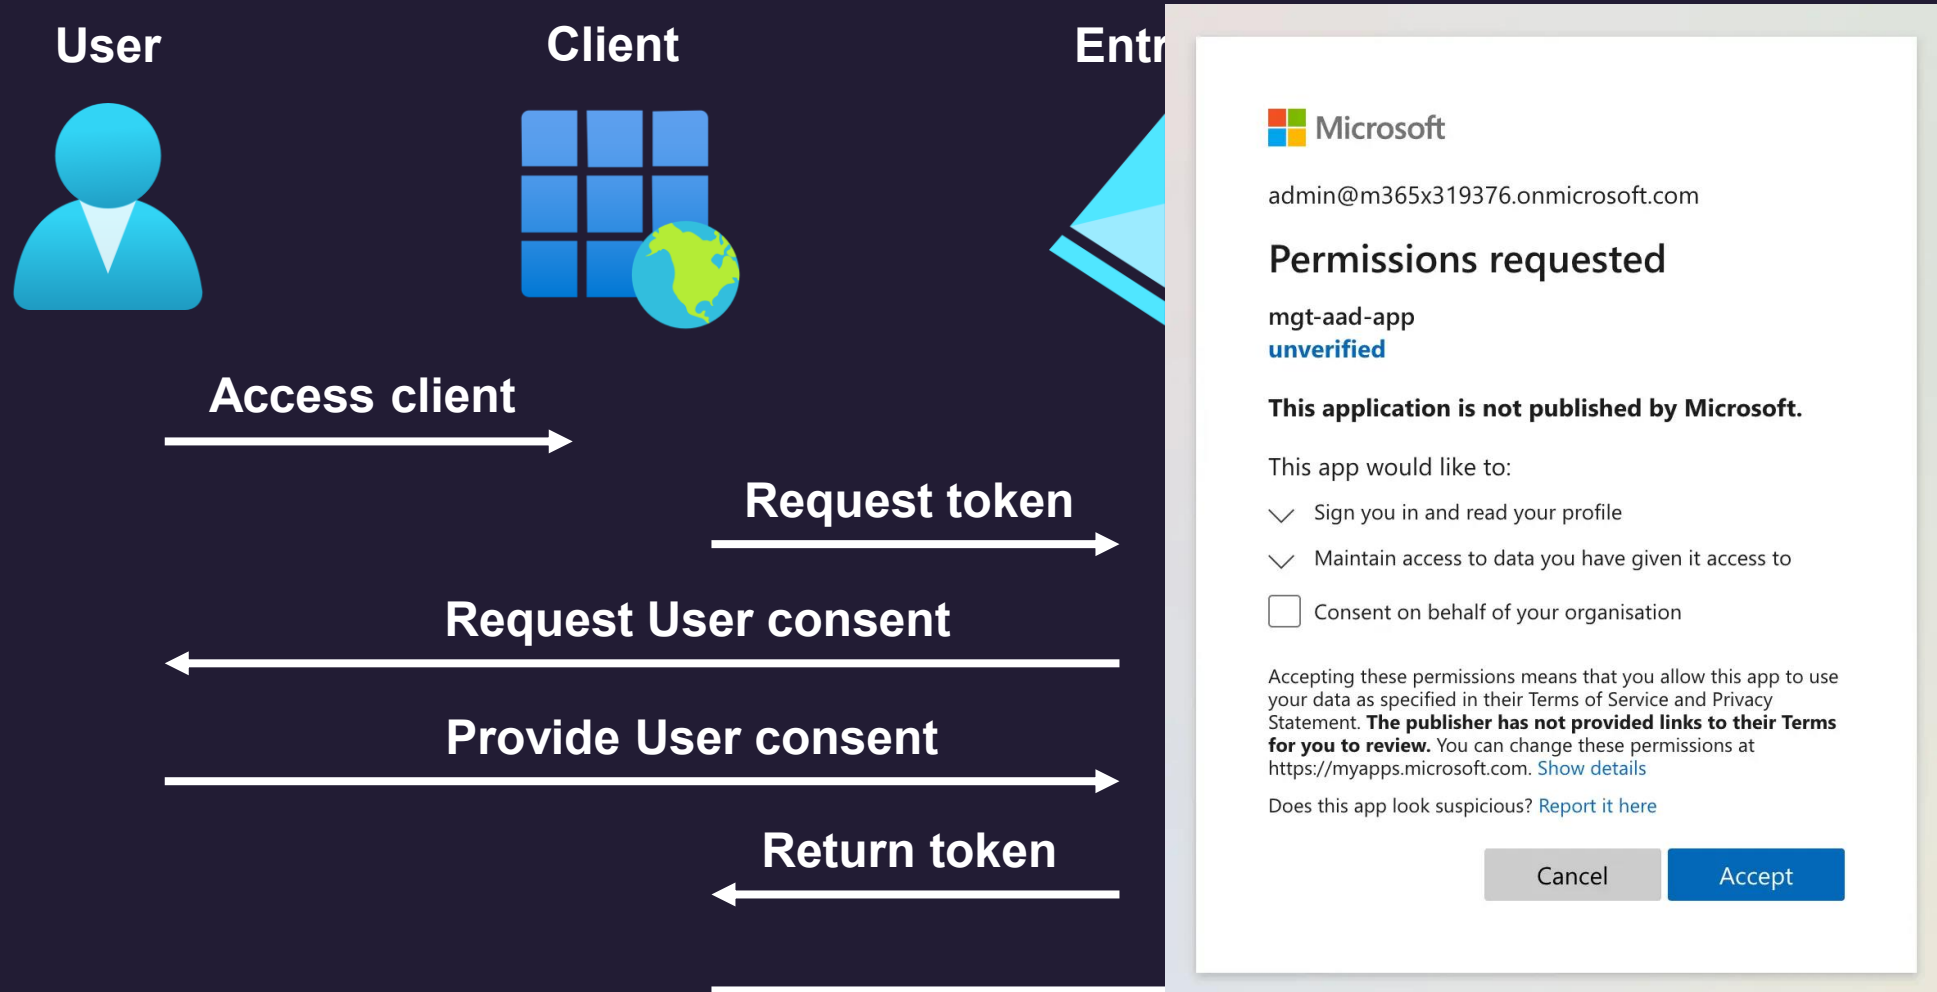 User
Client
Entr
Access client
Request token
Request User consent
Provide User consent
Return token
Microsoft
admin@m365x319376.onmicrosoft.com
Permissions requested
mgt-aad-app
unverified
This application is not published by Microsoft.
This app would like to:
Sign you in and read your profile
Maintain access to data you have given it access to
Consent on behalf of your organisation
Accepting these permissions means that you allow this app to use
your data as specified in their Terms of Service and Privacy
Statement. The publisher has not provided links to their Terms
for you to review. You can change these permissions at
https://myapps.microsoft.com. Show details
Does this app look suspicious? Report it here
Cancel
Accept